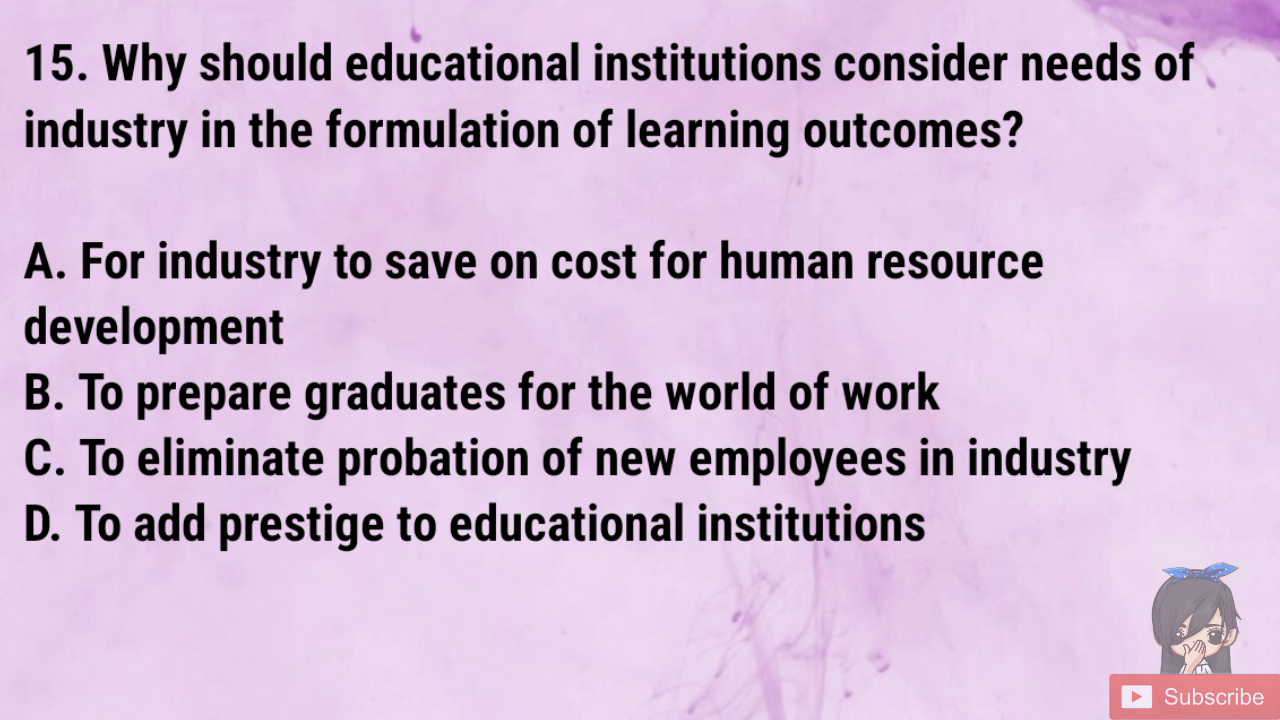 15. Why should educational institutions consider needs of
industry in the formulation of learning outcomes?
A. For industry to save on cost for human resource
development
B. To prepare graduates for the world of work
C. To eliminate probation of new employees in industry
D. To add prestige to educational institutions
Subscribe